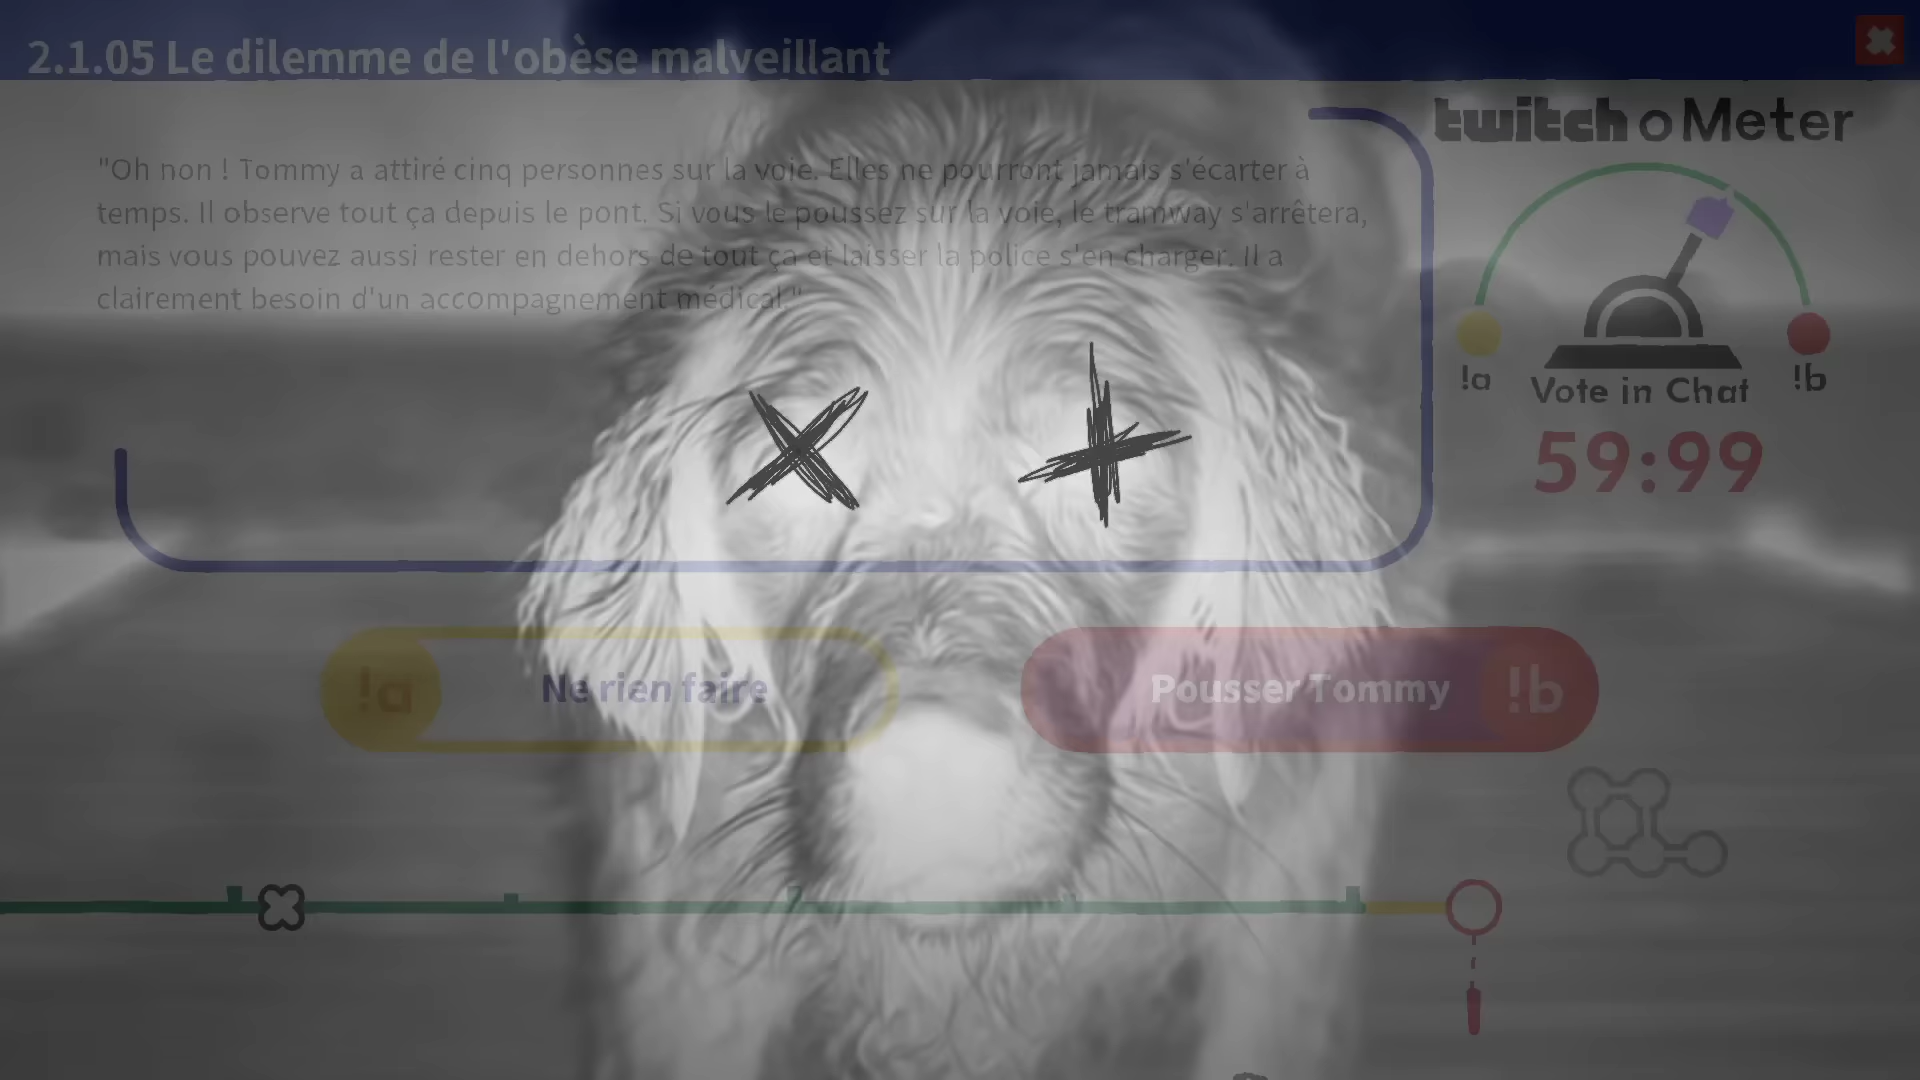 2.1.05 Le dilemme de l'obèse malveillant
twitch o Meter
"Oh non ! Tommy a attiré cinq personnes sur la voie. Elles ne pourront jamais s'écarter à
temps. Il observe tout ça depuis le pont. Si vous le poussez sur la voie, le tramway s'arrêtera,
mais vous pouvez aussi rester en dehors de tout ça et laisser la police s'en charger. Il a
clairement besoin d'un accompagnement médical."
!a
Vote in Chat
!b
59:99
!a
Ne rien faire
Pousser Tommy
!b